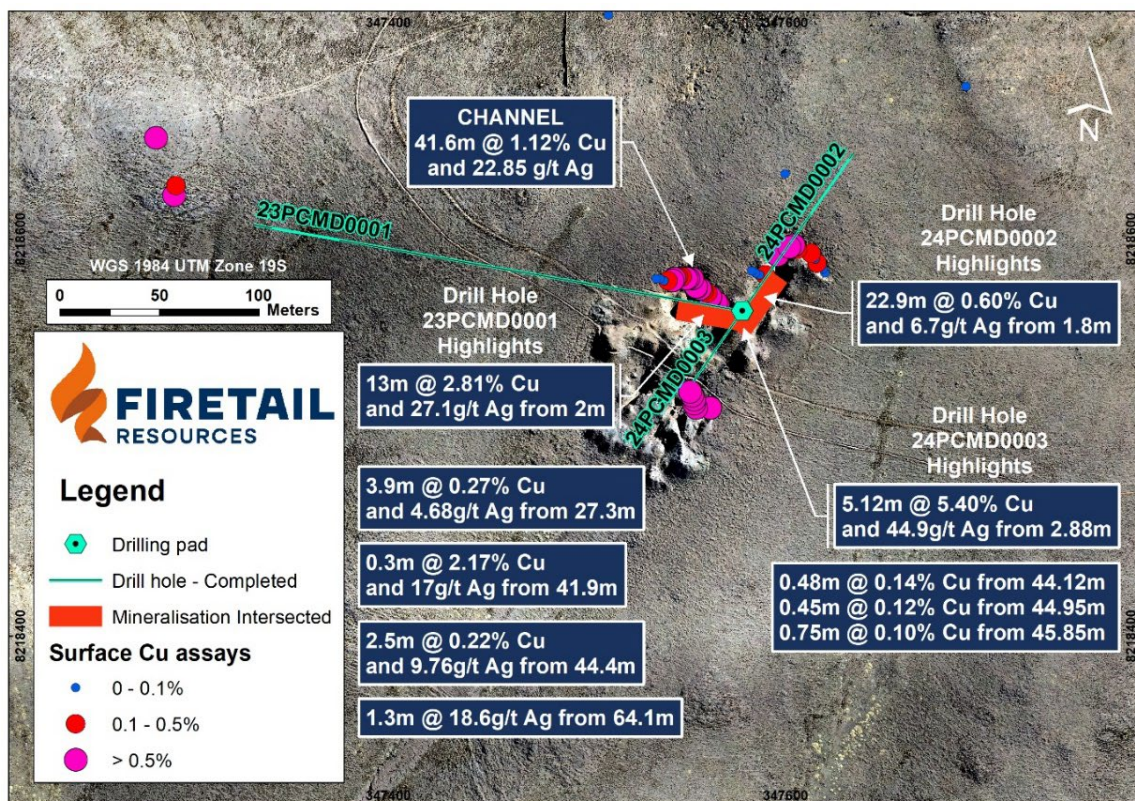 347400
347600
CHANNEL
41.6m @ 1.12% Cu
and 22.85 g/t Ag
N
23PCMD0001
24PCMD0002
8218600
8218600
WGS 1984 UTM Zone 19S
0 50 100
Meters
Drill Hole
23PCMD0001
Highlights
Drill Hole
24PCMD0002
Highlights
22.9m @ 0.60% Cu
and 6.7g/t Ag from 1.8m
24PCMD0003
13m @ 2.81% Cu
and 27.1g/t Ag from 2m
Drill Hole
24PCMD0003
Highlights
FIRETAIL
RESOURCES
3.9m @ 0.27% Cu
and 4.68g/t Ag from 27.3m
5.12m @ 5.40% Cu
and 44.9g/t Ag from 2.88m
0.3m @ 2.17% Cu
and 17g/t Ag from 41.9m
0.48m @ 0.14% Cu from 44.12m
0.45m @ 0.12% Cu from 44.95m
0.75m @ 0.10% Cu from 45.85m
2.5m @ 0.22% Cu
and 9.76g/t Ag from 44.4m
1.3m @ 18.6g/t Ag from 64.1m
Legend
Drilling pad
Drill hole - Completed
Mineralisation Intersected
Surface Cu assays
0 - 0.1%
0.1 - 0.5%
> 0.5%
8218400
8218400
347400
347600